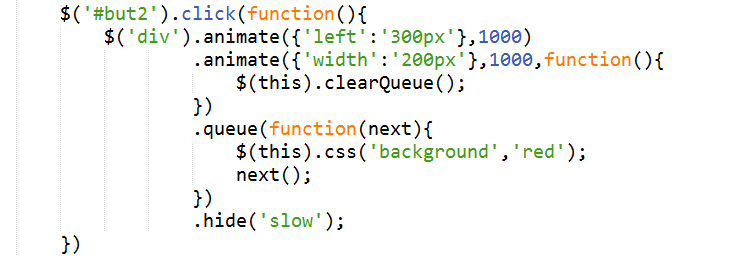 $('#but2').click(function(){
$('div').animate({'left':'300px'},1000)
.animate({'width':'200px'},1000,function(){
$(this).clearQueue();
})
.queue(function(next){
$(this).css('background','red');
next();
})
.hide('slow');
})